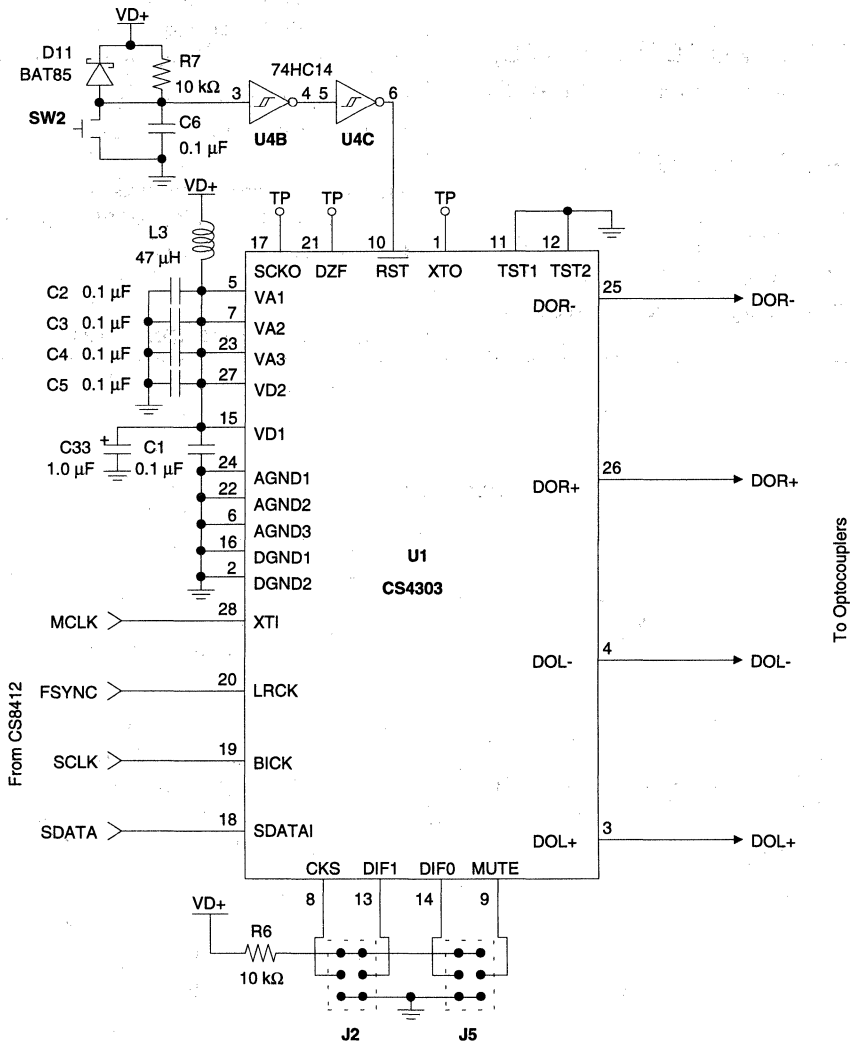 VD+
D11
BAT85
R7
10 kΩ
74HC14
3
4
5
6
SW2
C6
0.1 µF
U4B
U4C
VD+
L3
47 µH
TP
TP
TP
17
21
10
1
11
12
SCKO
DZF
RST
XTO
TST1
TST2
C2 0.1 µF
5
VA1
C3 0.1 µF
7
VA2
C4 0.1 µF
23
VA3
C5 0.1 µF
27
VD2
15
VD1
C33
+
1.0 µF
C1
0.1 µF
24
AGND1
22
AGND2
6
AGND3
16
DGND1
2
DGND2
MCLK
28
XTI
From CS8412
FSYNC
20
LRCK
SCLK
19
BICK
SDATA
18
SDATAI
U1
CS4303
DOR-
25
DOR-
DOR+
26
DOR+
DOL-
4
DOL-
DOL+
3
DOL+
To Optocouplers
CKS
DIF1
DIF0
MUTE
8
13
14
9
VD+
R6
10 kΩ
J2
J5